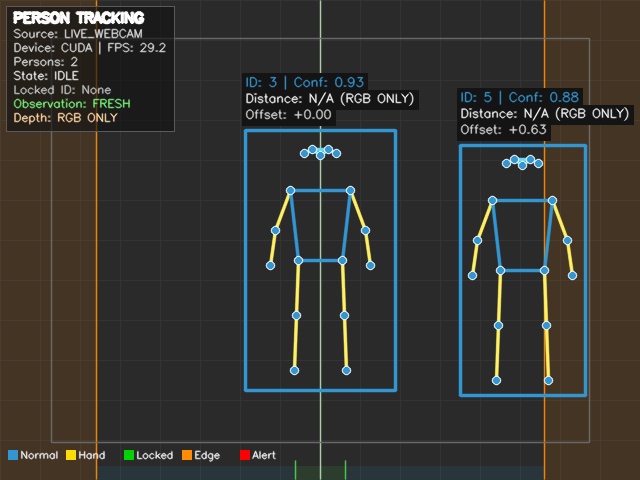 PERSON TRACKING
Source: LIVE_WEBCAM
Device: CUDA | FPS: 29.2
Persons: 2
State: IDLE
Locked ID: None
Observation: FRESH
Depth: RGB ONLY
ID: 3 | Conf: 0.93
Distance: N/A (RGB ONLY)
Offset: +0.00
ID: 5 | Conf: 0.88
Distance: N/A (RGB ONLY)
Offset: +0.63
Normal
Hand
Locked
Edge
Alert